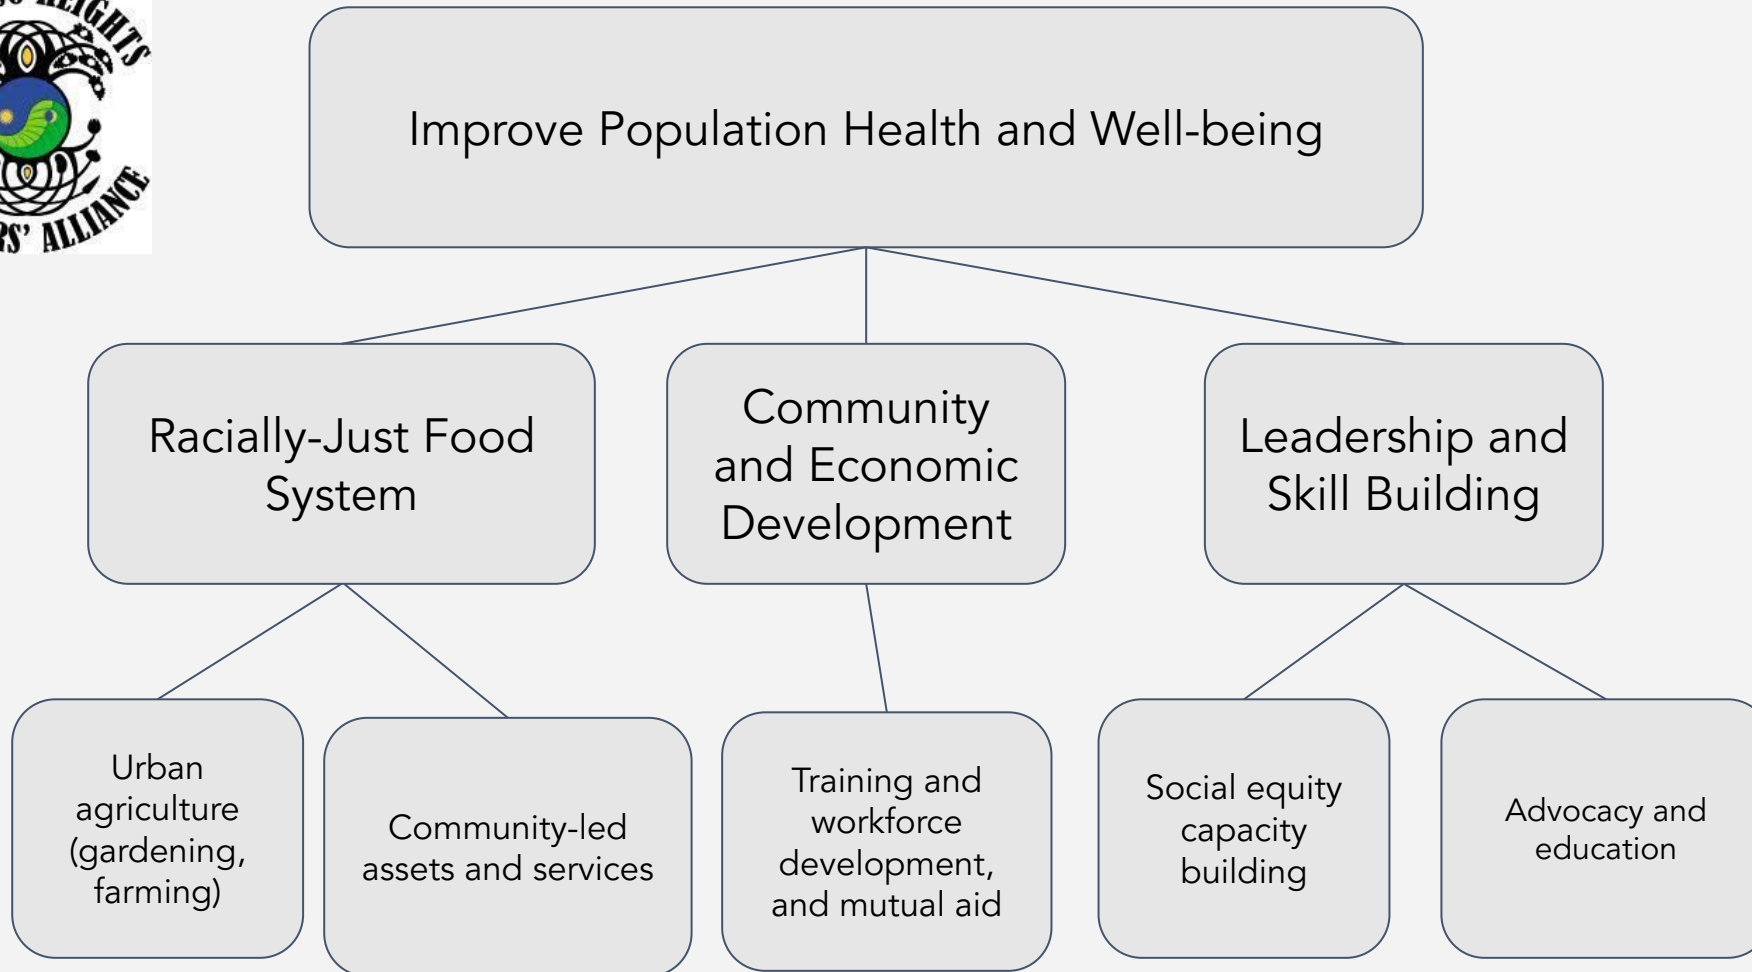 HEIGHTS
ALLIANCE
Improve Population Health and Well-being
Racially-Just Food
System
Community
and Economic
Development
Leadership and
Skill Building
Urban
agriculture
(gardening,
farming)
Community-led
assets and services
Training and
workforce
development,
and mutual aid
Social equity
capacity
building
Advocacy and
education